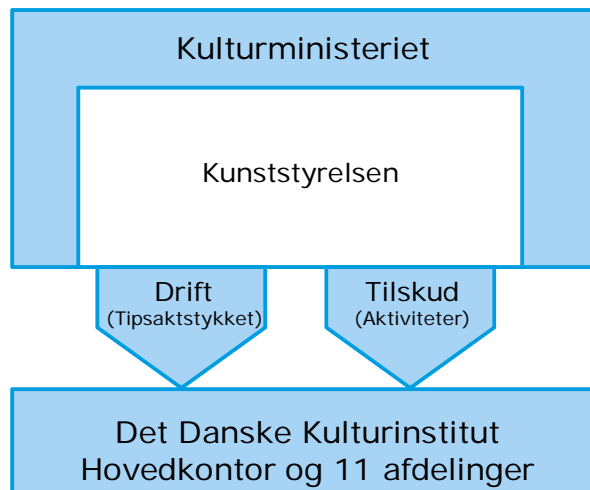 Kulturministeriet
Kunststyrelsen
Drift
(Tipsaktstykket)
Tilskud
(Aktiviteter)
Det Danske Kulturinstitut
Hovedkontor og 11 afdelinger